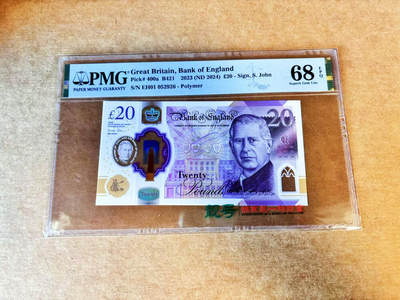 PMG
PAPER MONEY GUARANTY
Great Britain, Bank of England
Pick# 400a B421 2023 (ND 2024) £20 - Sign. S. John
S/N EH01 052926 - Polymer
68 EPQ
Superb Gem Unc
£20
Bank of England
20
Twenty
Pounds